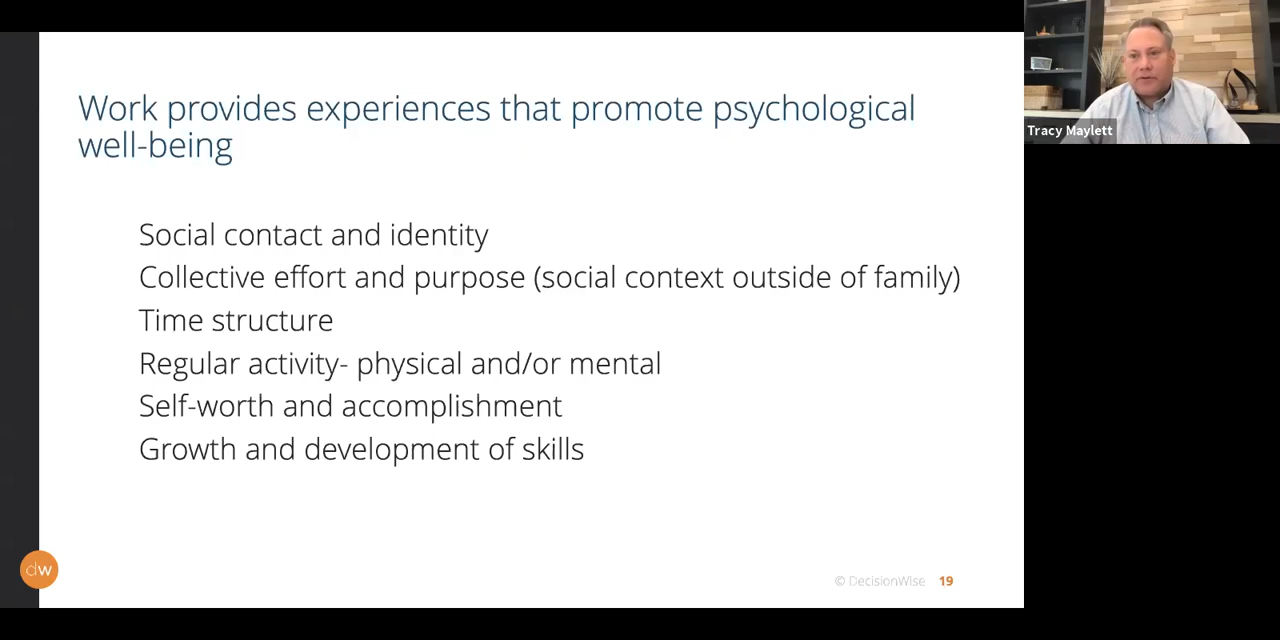 Work provides experiences that promote psychological
well-being
Social contact and identity
Collective effort and purpose (social context outside of family)
Time structure
Regular activity- physical and/or mental
Self-worth and accomplishment
Growth and development of skills
dw
© DecisionWise 19
Tracy Maylett